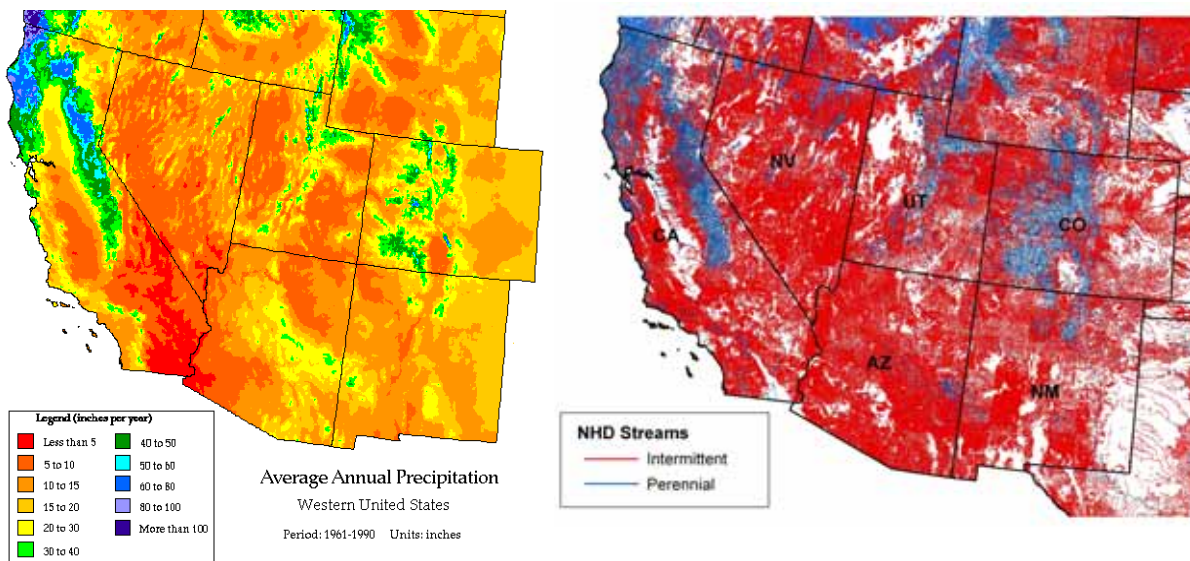 Legend (inches per year)
Less than 5
5 to 10
10 to 15
15 to 20
20 to 30
30 to 40
40 to 50
50 to 60
60 to 80
80 to 100
More than 100
Average Annual Precipitation
Western United States
Period: 1961-1990 Units: inches
NV
UT
CA
CO
AZ
NM
NHD Streams
Intermittent
Perennial